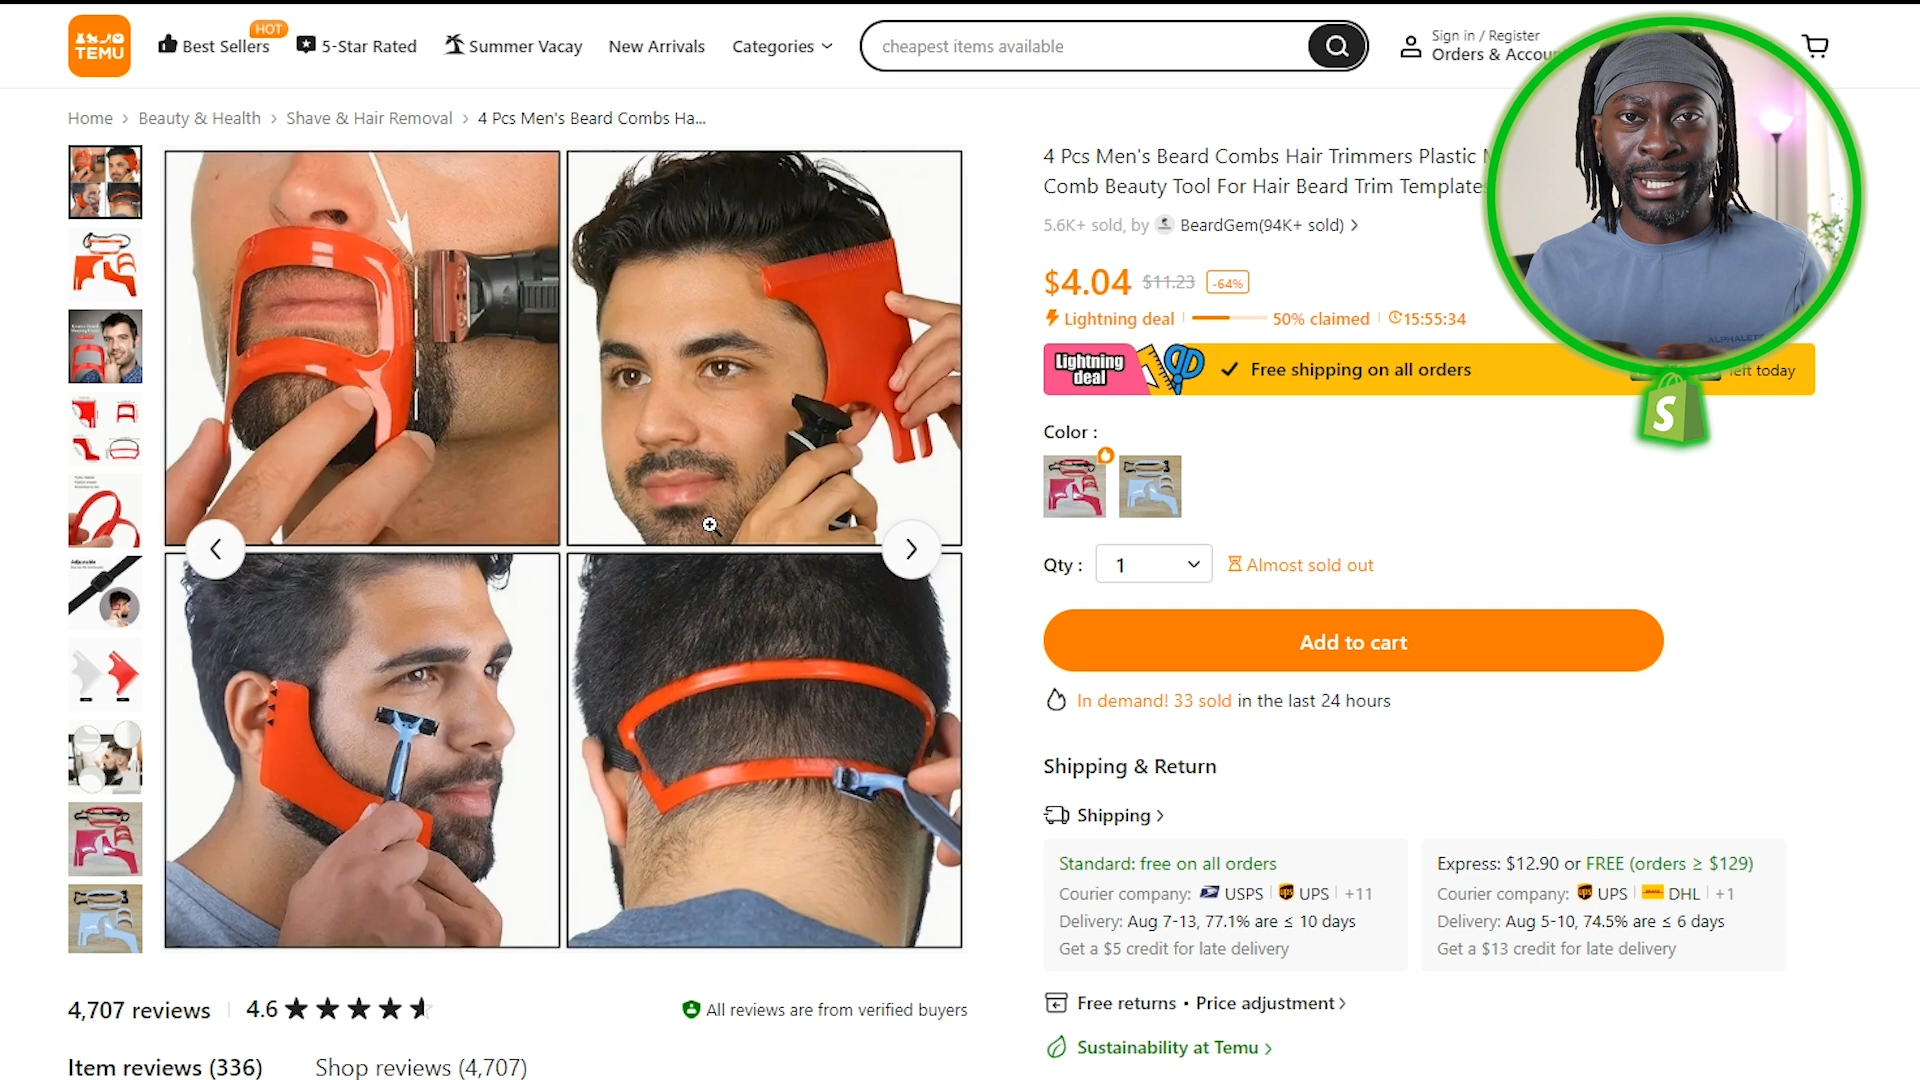 TEMU
Best Sellers
HOT
5-Star Rated
Summer Vacay
New Arrivals
Categories
cheapest items available
Sign in / Register
Orders & Accou
Home > Beauty & Health > Shave & Hair Removal > 4 Pcs Men's Beard Combs Ha...
4 Pcs Men's Beard Combs Hair Trimmers Plastic
Comb Beauty Tool For Hair Beard Trim Template
5.6K+ sold, by BeardGem(94K+ sold) >
$4.04 $11.23 -64%
Lightning deal 50% claimed 15:55:34
Lightning deal
Free shipping on all orders
left today
S
Color :
Qty : 1 Almost sold out
Add to cart
In demand! 33 sold in the last 24 hours
Shipping & Return
Shipping >
Standard: free on all orders
Courier company: USPS UPS +11
Delivery: Aug 7-13, 77.1% are ≤ 10 days
Get a $5 credit for late delivery
Express: $12.90 or FREE (orders ≥ $129)
Courier company: UPS DHL +1
Delivery: Aug 5-10, 74.5% are ≤ 6 days
Get a $13 credit for late delivery
Free returns • Price adjustment >
Sustainability at Temu >
4,707 reviews 4.6
All reviews are from verified buyers
Item reviews (336) Shop reviews (4,707)